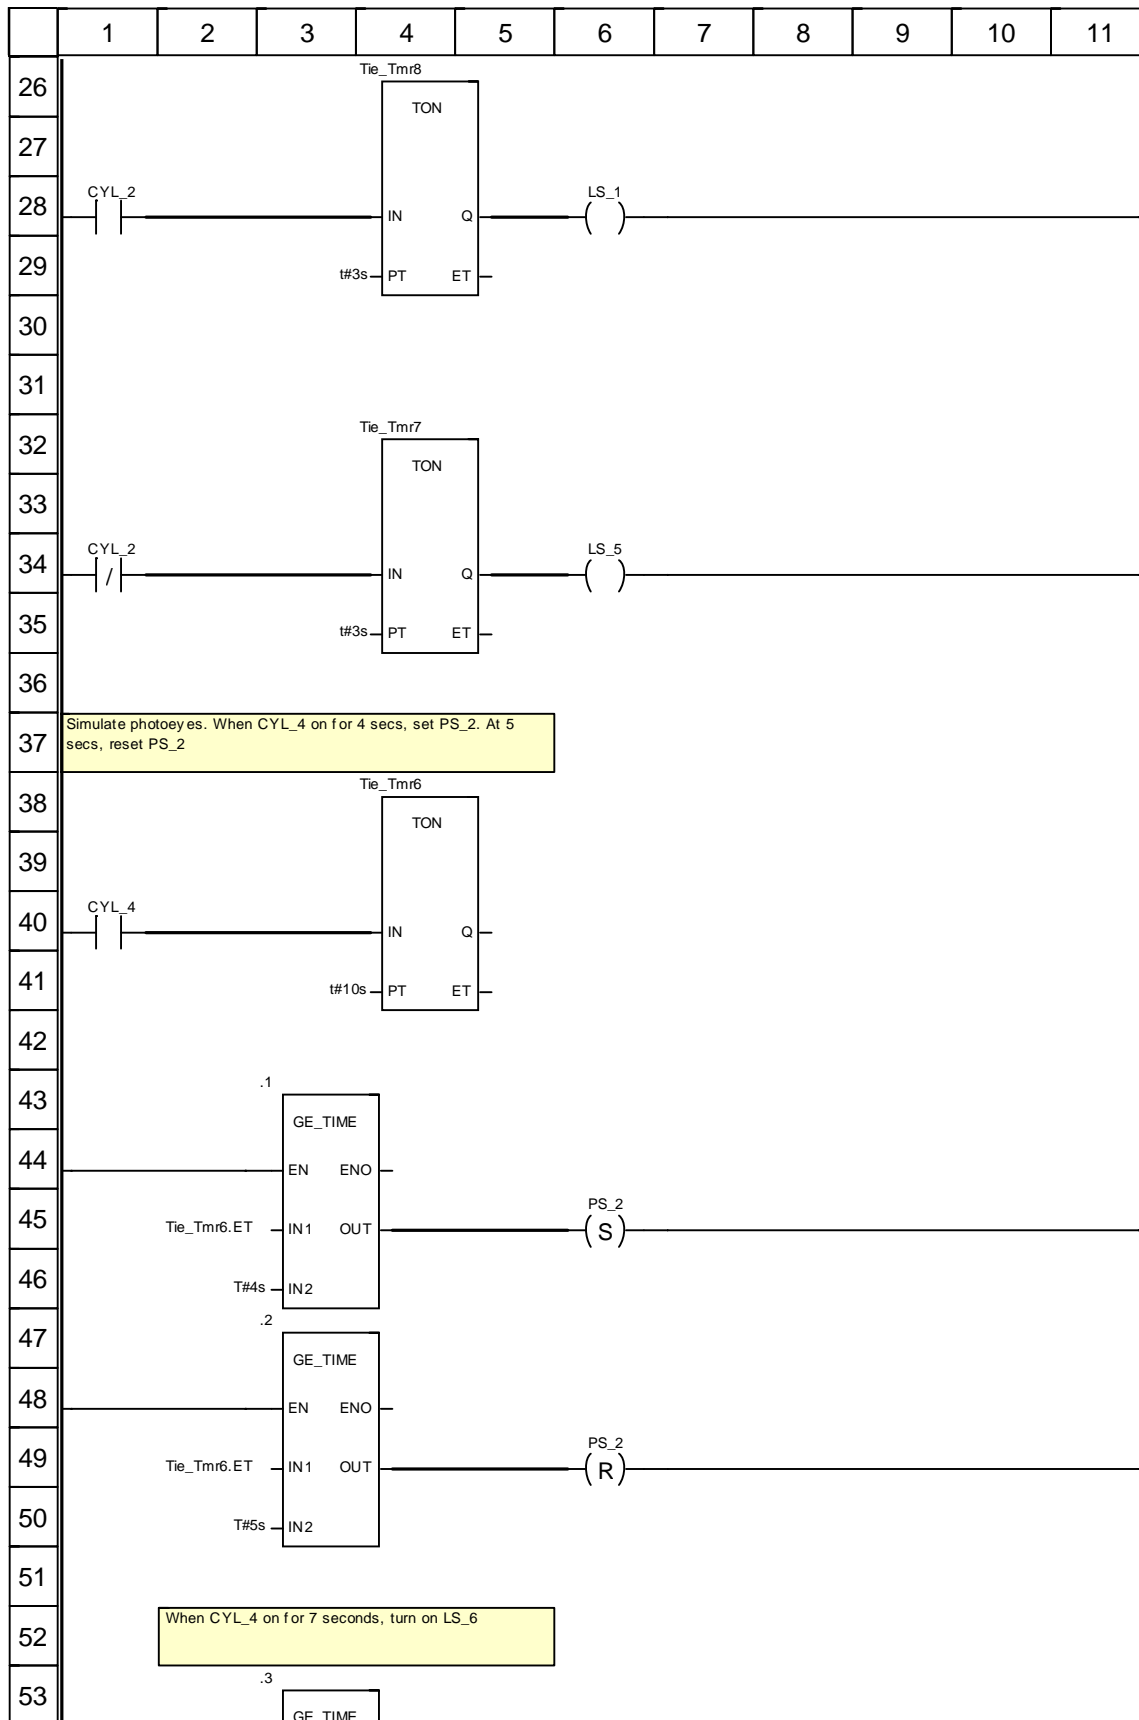 1 2 3 4 5 6 7 8 9 10 11
26
Tie_Tmr8
TON
27
28
CYL_2
IN Q
LS_1
29
t#3s PT ET
30
31
32
Tie_Tmr7
TON
33
34
CYL_2
/
IN Q
LS_5
35
t#3s PT ET
36
37
Simulate photoeyes. When CYL_4 on for 4 secs, set PS_2. At 5
secs, reset PS_2
38
Tie_Tmr6
TON
39
40
CYL_4
IN Q
41
t#10s PT ET
42
43
.1
GE_TIME
44
EN ENO
45
Tie_Tmr6.ET IN1 OUT
PS_2
S
46
T#4s IN2
47
.2
GE_TIME
48
EN ENO
49
Tie_Tmr6.ET IN1 OUT
PS_2
R
50
T#5s IN2
51
52
When CYL_4 on for 7 seconds, turn on LS_6
53
.3
GE_TIME